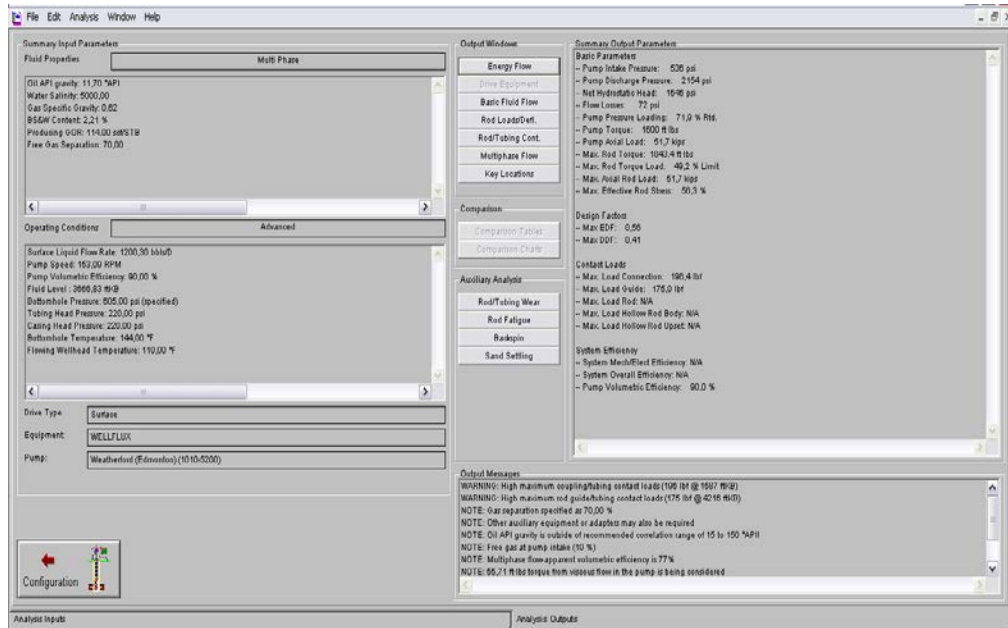 File Edit Analysis Window Help
Summary Input Parameters
Fluid Properties
Multi Phase
Oil API gravity: 11,70 °API
Water Salinity: 5000,00
Gas Specific Gravity: 0,62
BS&W Content: 2,21 %
Producing GOR: 114,00 scf/STB
Free Gas Separation: 70,00
Operating Conditions
Advanced
Surface Liquid Flow Rate: 1200,30 bbls/D
Pump Speed: 163,00 RPM
Pump Volumetric Efficiency: 90,00 %
Fluid Level : 3666,83 ftKB
Bottomhole Pressure: 605,00 psi (specified)
Tubing Head Pressure: 220,00 psi
Casing Head Pressure: 220,00 psi
Bottomhole Temperature: 144,00 °F
Flowing Wellhead Temperature: 110,00 °F
Drive Type
Surface
Equipment:
WELLFLUX
Pump:
Weatherford (Edmonton) (1010-5200)
Configuration
Output Windows
Energy Flow
Drive Equipment
Basic Fluid Flow
Rod Loads/Defl.
Rod/Tubing Cont.
Multiphase Flow
Key Locations
Comparison
Comparison Tables
Comparison Charts
Auxiliary Analysis
Rod/Tubing Wear
Rod Fatigue
Backspin
Sand Settling
Summary Output Parameters
Basic Parameters
-- Pump Intake Pressure: 536 psi
-- Pump Discharge Pressure: 2154 psi
-- Net Hydrostatic Head: 1546 psi
-- Flow Losses: 72 psi
-- Pump Pressure Loading: 71,9 % Rtd.
-- Pump Torque: 1600 ft lbs
-- Pump Axial Load: 51,7 kips
-- Max. Rod Torque: 1843,4 ft lbs
-- Max. Rod Torque Load: 49,2 % Limit
-- Max. Axial Rod Load: 61,7 kips
-- Max. Effective Rod Stress: 56,3 %
Design Factors
-- Max EDF: 0,56
-- Max DDF: 0,41
Contact Loads
-- Max. Load Connection: 196,4 lbf
-- Max. Load Guide: 175,0 lbf
-- Max. Load Rod: N/A
-- Max. Load Hollow Rod Body: N/A
-- Max. Load Hollow Rod Upset: N/A
System Efficiency
-- System Mech/Elect Efficiency: N/A
-- System Overall Efficiency: N/A
-- Pump Volumetric Efficiency: 90,0 %
Output Messages
WARNING: High maximum coupling/tubing contact loads (196 lbf @ 1687 ftKB)
WARNING: High maximum rod guide/tubing contact loads (175 lbf @ 4216 ftKB)
NOTE: Gas separation specified as 70,00 %
NOTE: Other auxiliary equipment or adapters may also be required
NOTE: Oil API gravity is outside of recommended correlation range of 15 to 150 °API!
NOTE: Free gas at pump intake (10 %)
NOTE: Multiphase flow-apparent volumetric efficiency is 77%
NOTE: 66,71 ft·lbs torque from viscous flow in the pump is being considered
Analysis Inputs
Analysis Outputs